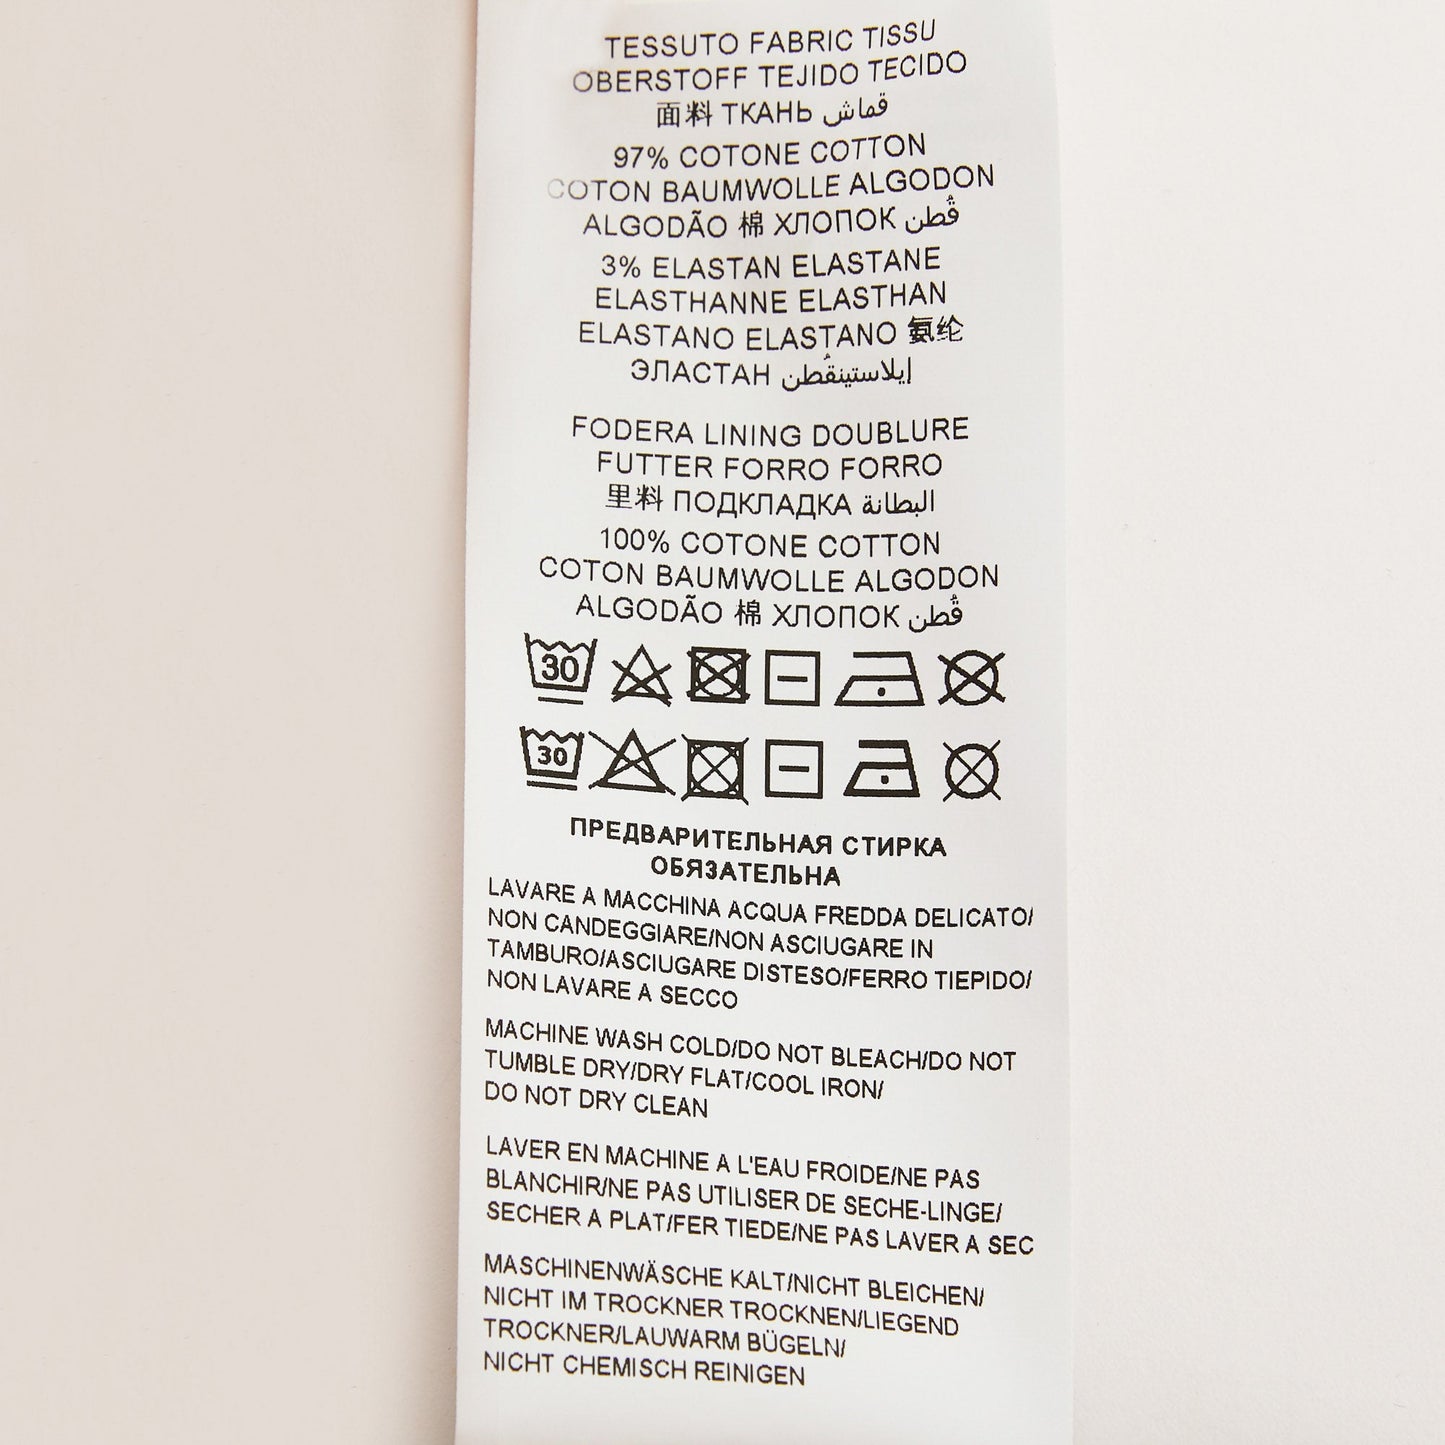 TESSUTO FABRIC TISSU
OBERSTOFF TEJIDO TECIDO
面料 ТКАНЬ قماش
97% COTONE COTTON
COTON BAUMWOLLE ALGODON
ALGODÃO 棉 ХЛОПОК قُطن
3% ELASTAN ELASTANE
ELASTHANNE ELASTHAN
ELASTANO ELASTANO 氨纶
ЭЛАСТАН إيلاستينقُطن
FODERA LINING DOUBLURE
FUTTER FORRO FORRO
里料 ПОДКЛАДКА البطانة
100% COTONE COTTON
COTON BAUMWOLLE ALGODON
ALGODÃO 棉 ХЛОПОК قُطن
30
30
ПРЕДВАРИТЕЛЬНАЯ СТИРКА
ОБЯЗАТЕЛЬНА
LAVARE A MACCHINA ACQUA FREDDA DELICATO/
NON CANDEGGIARE/NON ASCIUGARE IN
TAMBURO/ASCIUGARE DISTESO/FERRO TIEPIDO/
NON LAVARE A SECCO
MACHINE WASH COLD/DO NOT BLEACH/DO NOT
TUMBLE DRY/DRY FLAT/COOL IRON/
DO NOT DRY CLEAN
LAVER EN MACHINE A L'EAU FROIDE/NE PAS
BLANCHIR/NE PAS UTILISER DE SECHE-LINGE/
SECHER A PLAT/FER TIEDE/NE PAS LAVER A SEC
MASCHINENWÄSCHE KALT/NICHT BLEICHEN/
NICHT IM TROCKNER TROCKNEN/LIEGEND
TROCKNER/LAUWARM BÜGELN/
NICHT CHEMISCH REINIGEN